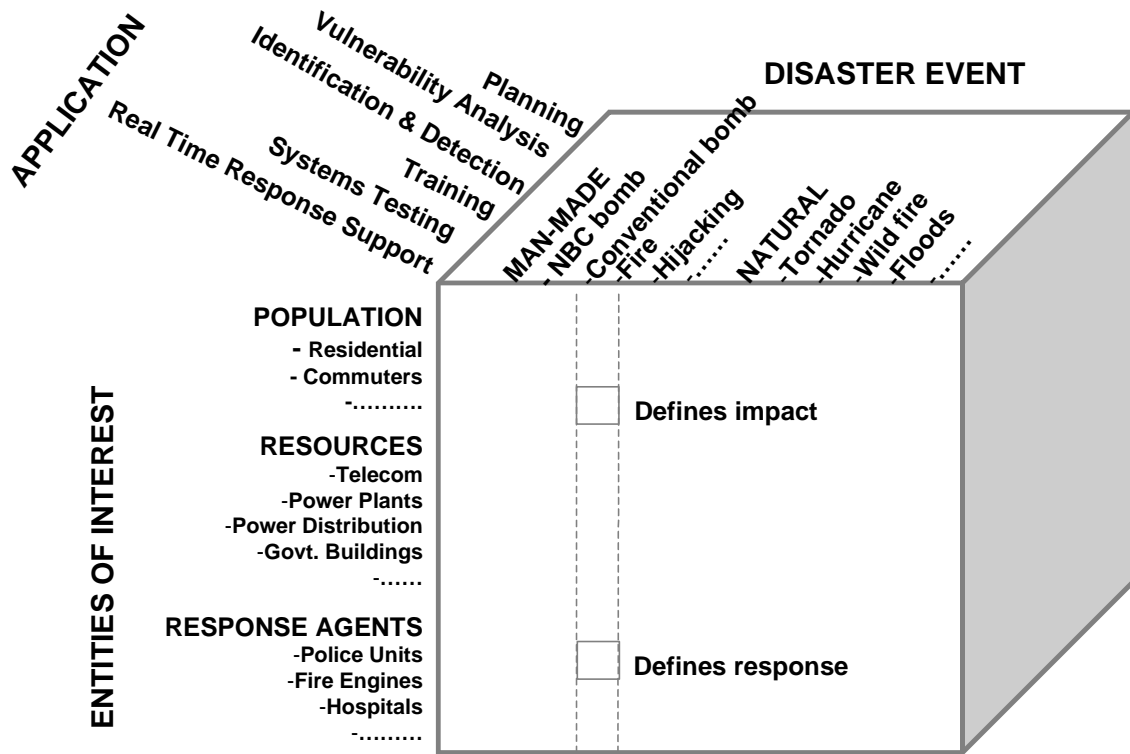 APPLICATION
Planning
Vulnerability Analysis
Identification & Detection
Training
Systems Testing
Real Time Response Support
DISASTER EVENT
MAN-MADE
- NBC bomb
-Conventional bomb
-Fire
-Hijacking
-......
NATURAL
-Tornado
-Hurricane
-Wild fire
-Floods
-......
ENTITIES OF INTEREST
POPULATION
- Residential
- Commuters
-..........
RESOURCES
-Telecom
-Power Plants
-Power Distribution
-Govt. Buildings
-......
RESPONSE AGENTS
-Police Units
-Fire Engines
-Hospitals
-.........
Defines impact
Defines response